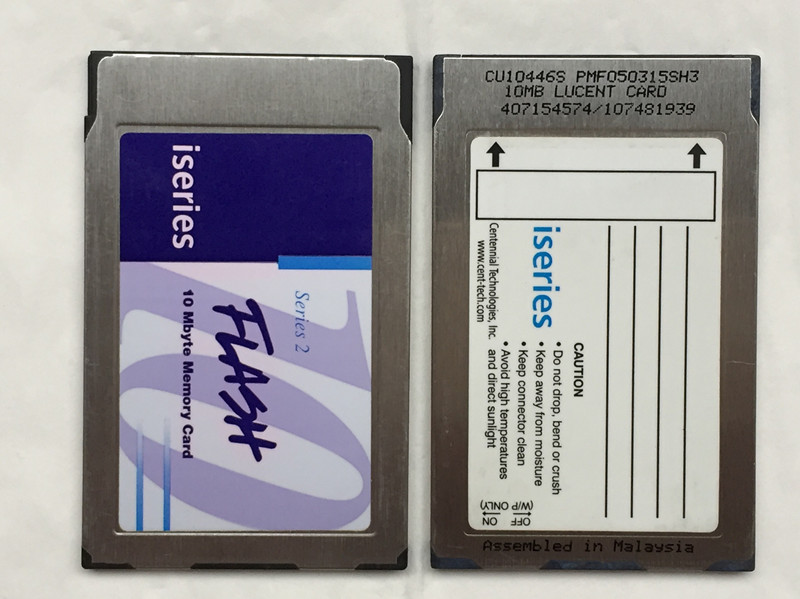 iseries
Series 2
FLASH
10 Mbyte Memory Card
10
CU10446S PMF050315SH3
10MB LUCENT CARD
407154574/107481939
iseries
Centennial Technologies, Inc.
www.cent-tech.com
CAUTION
• Do not drop, bend or crush
• Keep away from moisture
• Keep connector clean
• Avoid high temperatures
and direct sunlight
OFF
ON
(W/P ONLY)
Assembled in Malaysia